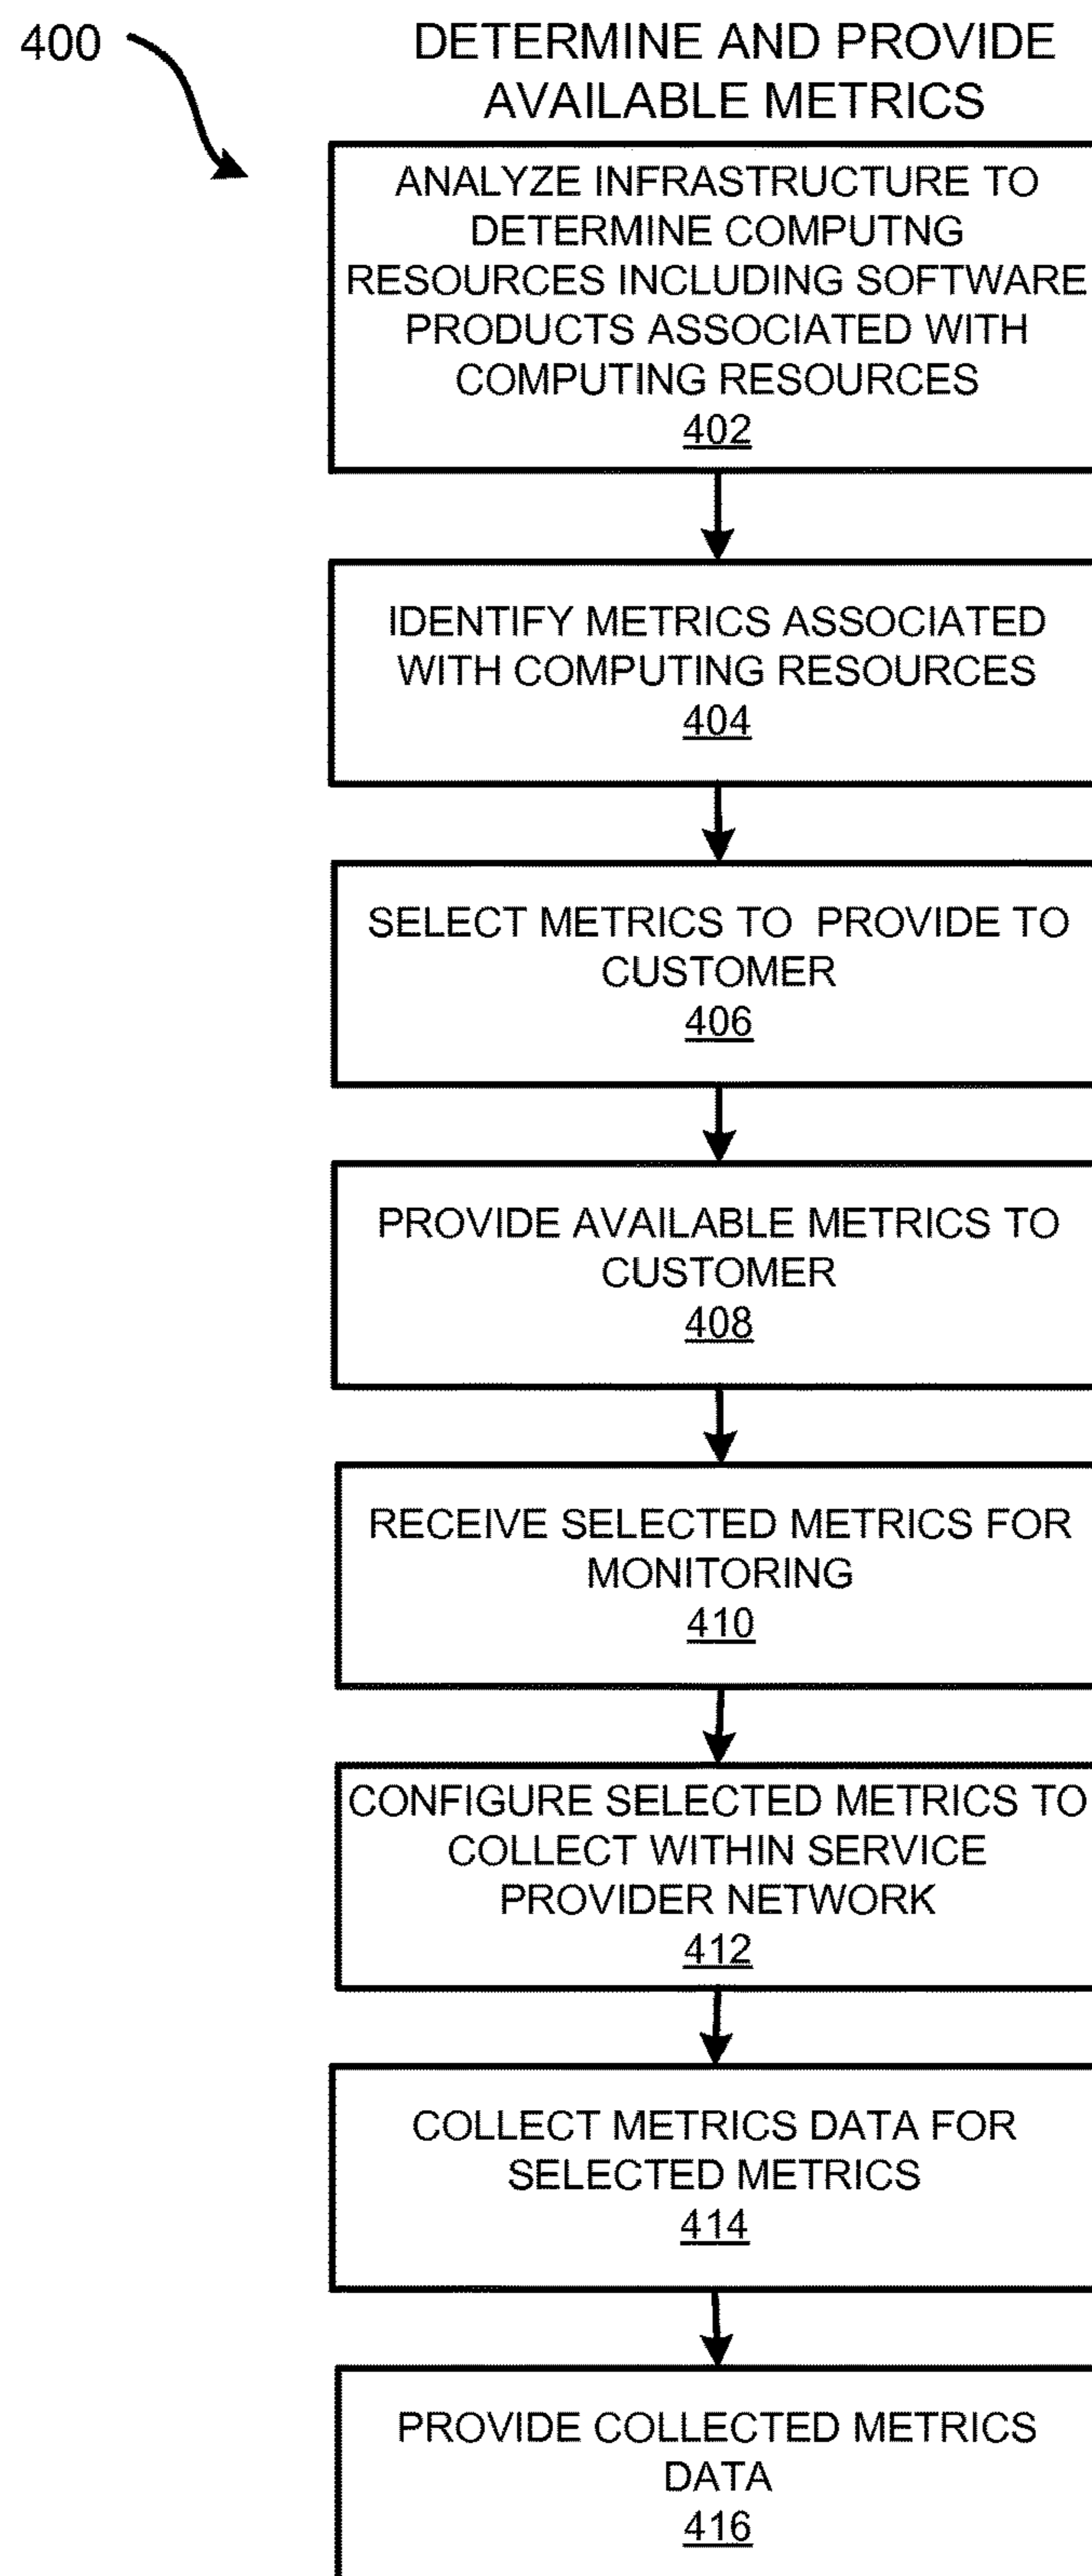 400
DETERMINE AND PROVIDE
AVAILABLE METRICS
ANALYZE INFRASTRUCTURE TO
DETERMINE COMPUTNG
RESOURCES INCLUDING SOFTWARE
PRODUCTS ASSOCIATED WITH
COMPUTING RESOURCES
402
IDENTIFY METRICS ASSOCIATED
WITH COMPUTING RESOURCES
404
SELECT METRICS TO PROVIDE TO
CUSTOMER
406
PROVIDE AVAILABLE METRICS TO
CUSTOMER
408
RECEIVE SELECTED METRICS FOR
MONITORING
410
CONFIGURE SELECTED METRICS TO
COLLECT WITHIN SERVICE
PROVIDER NETWORK
412
COLLECT METRICS DATA FOR
SELECTED METRICS
414
PROVIDE COLLECTED METRICS
DATA
416